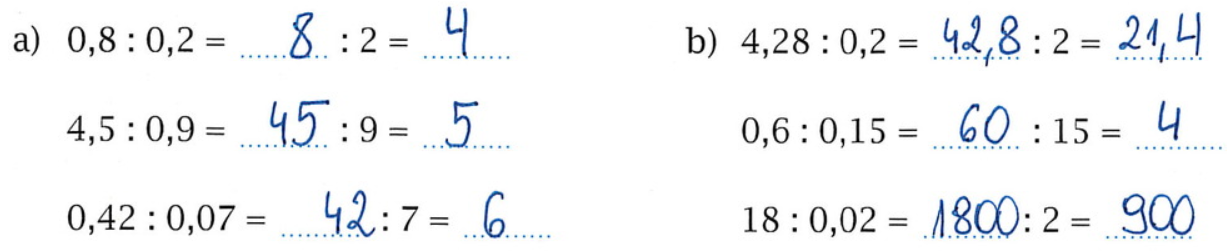 a) 0,8 : 0,2 = 8 : 2 = 4
4,5 : 0,9 = 45 : 9 = 5
0,42 : 0,07 = 42 : 7 = 6
b) 4,28 : 0,2 = 42,8 : 2 = 21,4
0,6 : 0,15 = 60 : 15 = 4
18 : 0,02 = 1800 : 2 = 900